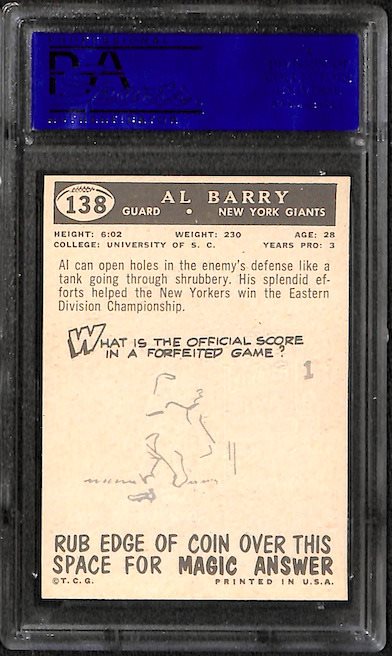 PSA
138
AL BARRY
GUARD • NEW YORK GIANTS
HEIGHT: 6:02 WEIGHT: 230 AGE: 28
COLLEGE: UNIVERSITY OF S. C. YEARS PRO: 3
Al can open holes in the enemy's defense like a
tank going through shrubbery. His splendid ef-
forts helped the New Yorkers win the Eastern
Division Championship.
WHAT IS THE OFFICIAL SCORE
IN A FORFEITED GAME?
1
RUB EDGE OF COIN OVER THIS
SPACE FOR MAGIC ANSWER
©T.C.G. PRINTED IN U.S.A.